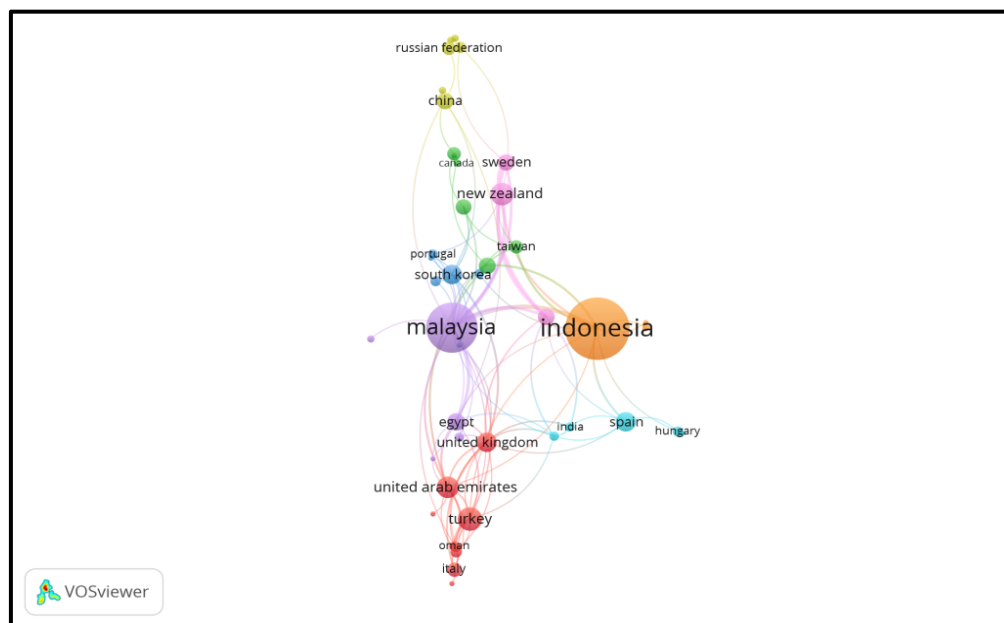 russian federation
china
canada
sweden
new zealand
taiwan
portugal
south korea
malaysia
indonesia
egypt
india
spain
hungary
united kingdom
united arab emirates
turkey
oman
italy
VOSviewer